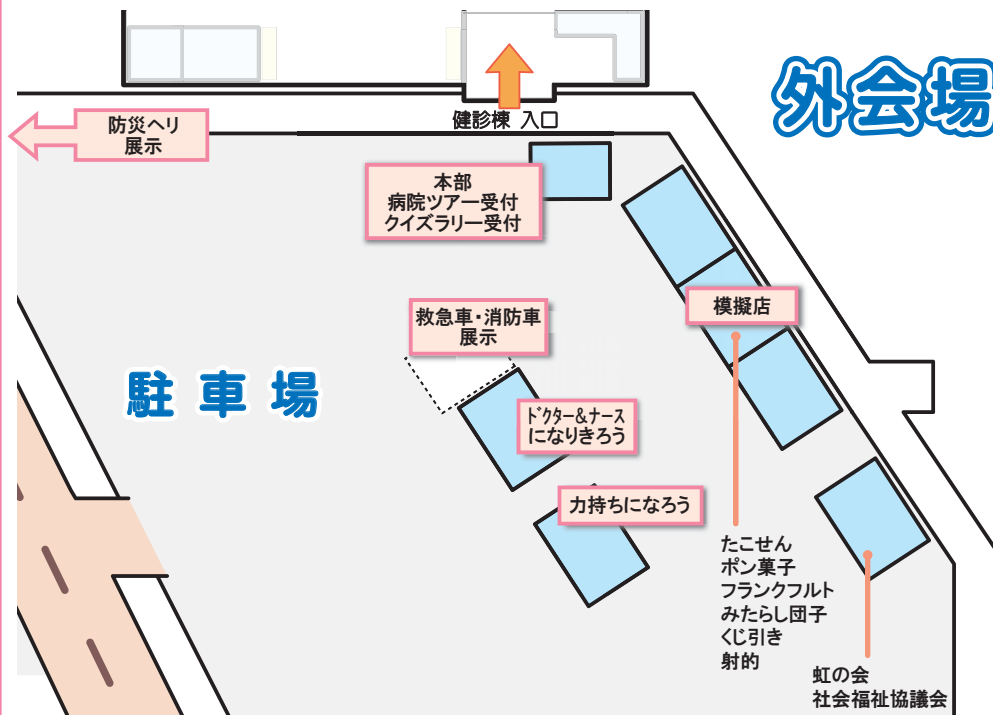 外会場
健診棟 入口
防災ヘリ
展示
本部
病院ツアー受付
クイズラリー受付
模擬店
救急車・消防車
展示
駐車場
ドクター&ナース
になりきろう
力持ちになろう
たこせん
ポン菓子
フランクフルト
みたらし団子
くじ引き
射的
虹の会
社会福祉協議会